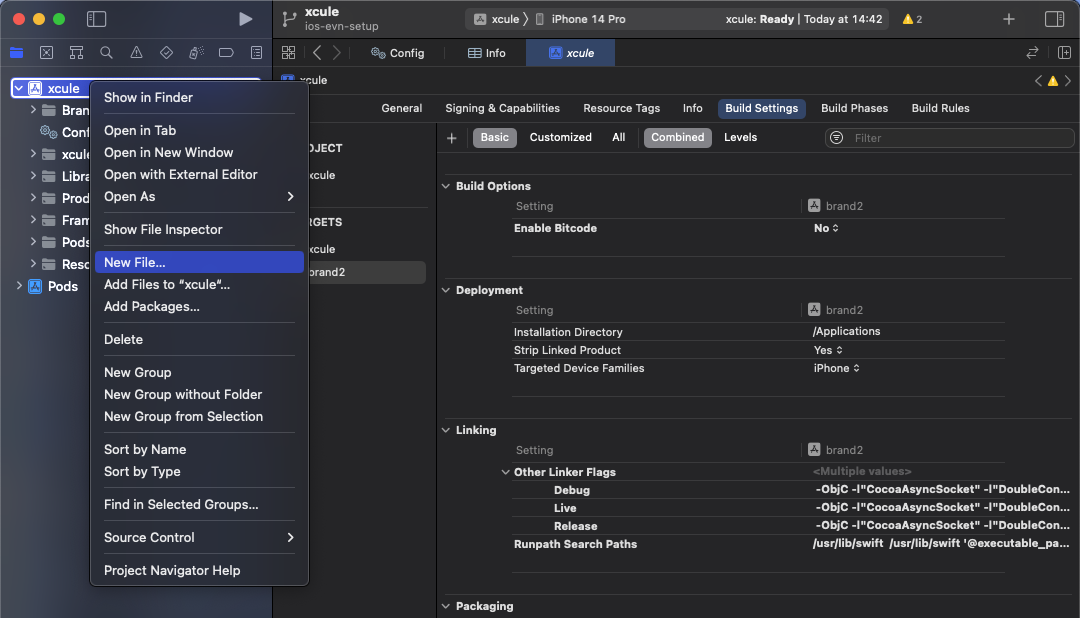 xcule
ios-evn-setup
xcule
iPhone 14 Pro
xcule: Ready | Today at 14:42
2
Config
Info
xcule
xcule
xcule
General
Signing & Capabilities
Resource Tags
Info
Build Settings
Build Phases
Build Rules
Basic
Customized
All
Combined
Levels
Filter
Bran
Conf
xcule
Libra
Prod
Fram
Pods
Reso
Pods
Show in Finder
Open in Tab
Open in New Window
Open with External Editor
Open As
Show File Inspector
New File...
Add Files to “xcule“...
Add Packages...
Delete
New Group
New Group without Folder
New Group from Selection
Sort by Name
Sort by Type
Find in Selected Groups...
Source Control
Project Navigator Help
OJECT
xcule
RGETS
xcule
brand2
Build Options
Setting
brand2
Enable Bitcode
No
Deployment
Setting
brand2
Installation Directory
/Applications
Strip Linked Product
Yes
Targeted Device Families
iPhone
Linking
Setting
brand2
Other Linker Flags
<Multiple values>
Debug
-ObjC -l"CocoaAsyncSocket" -l"DoubleCon...
Live
-ObjC -l"CocoaAsyncSocket" -l"DoubleCon...
Release
-ObjC -l"CocoaAsyncSocket" -l"DoubleCon...
Runpath Search Paths
/usr/lib/swift /usr/lib/swift '@executable_pa...
Packaging